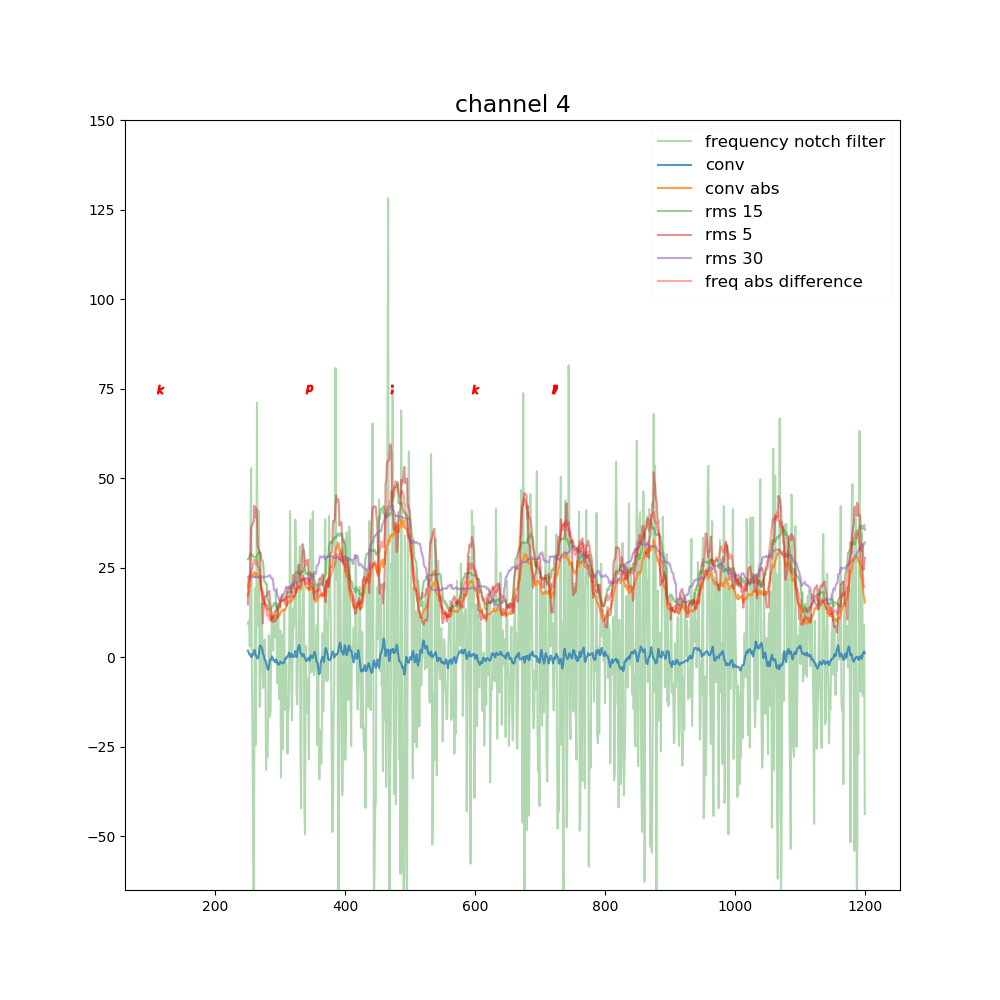 channel 4
150
125
100
75
50
25
0
−25
−50
frequency notch filter
conv
conv abs
rms 15
rms 5
rms 30
freq abs difference
k p ; k
200 400 600 800 1000 1200